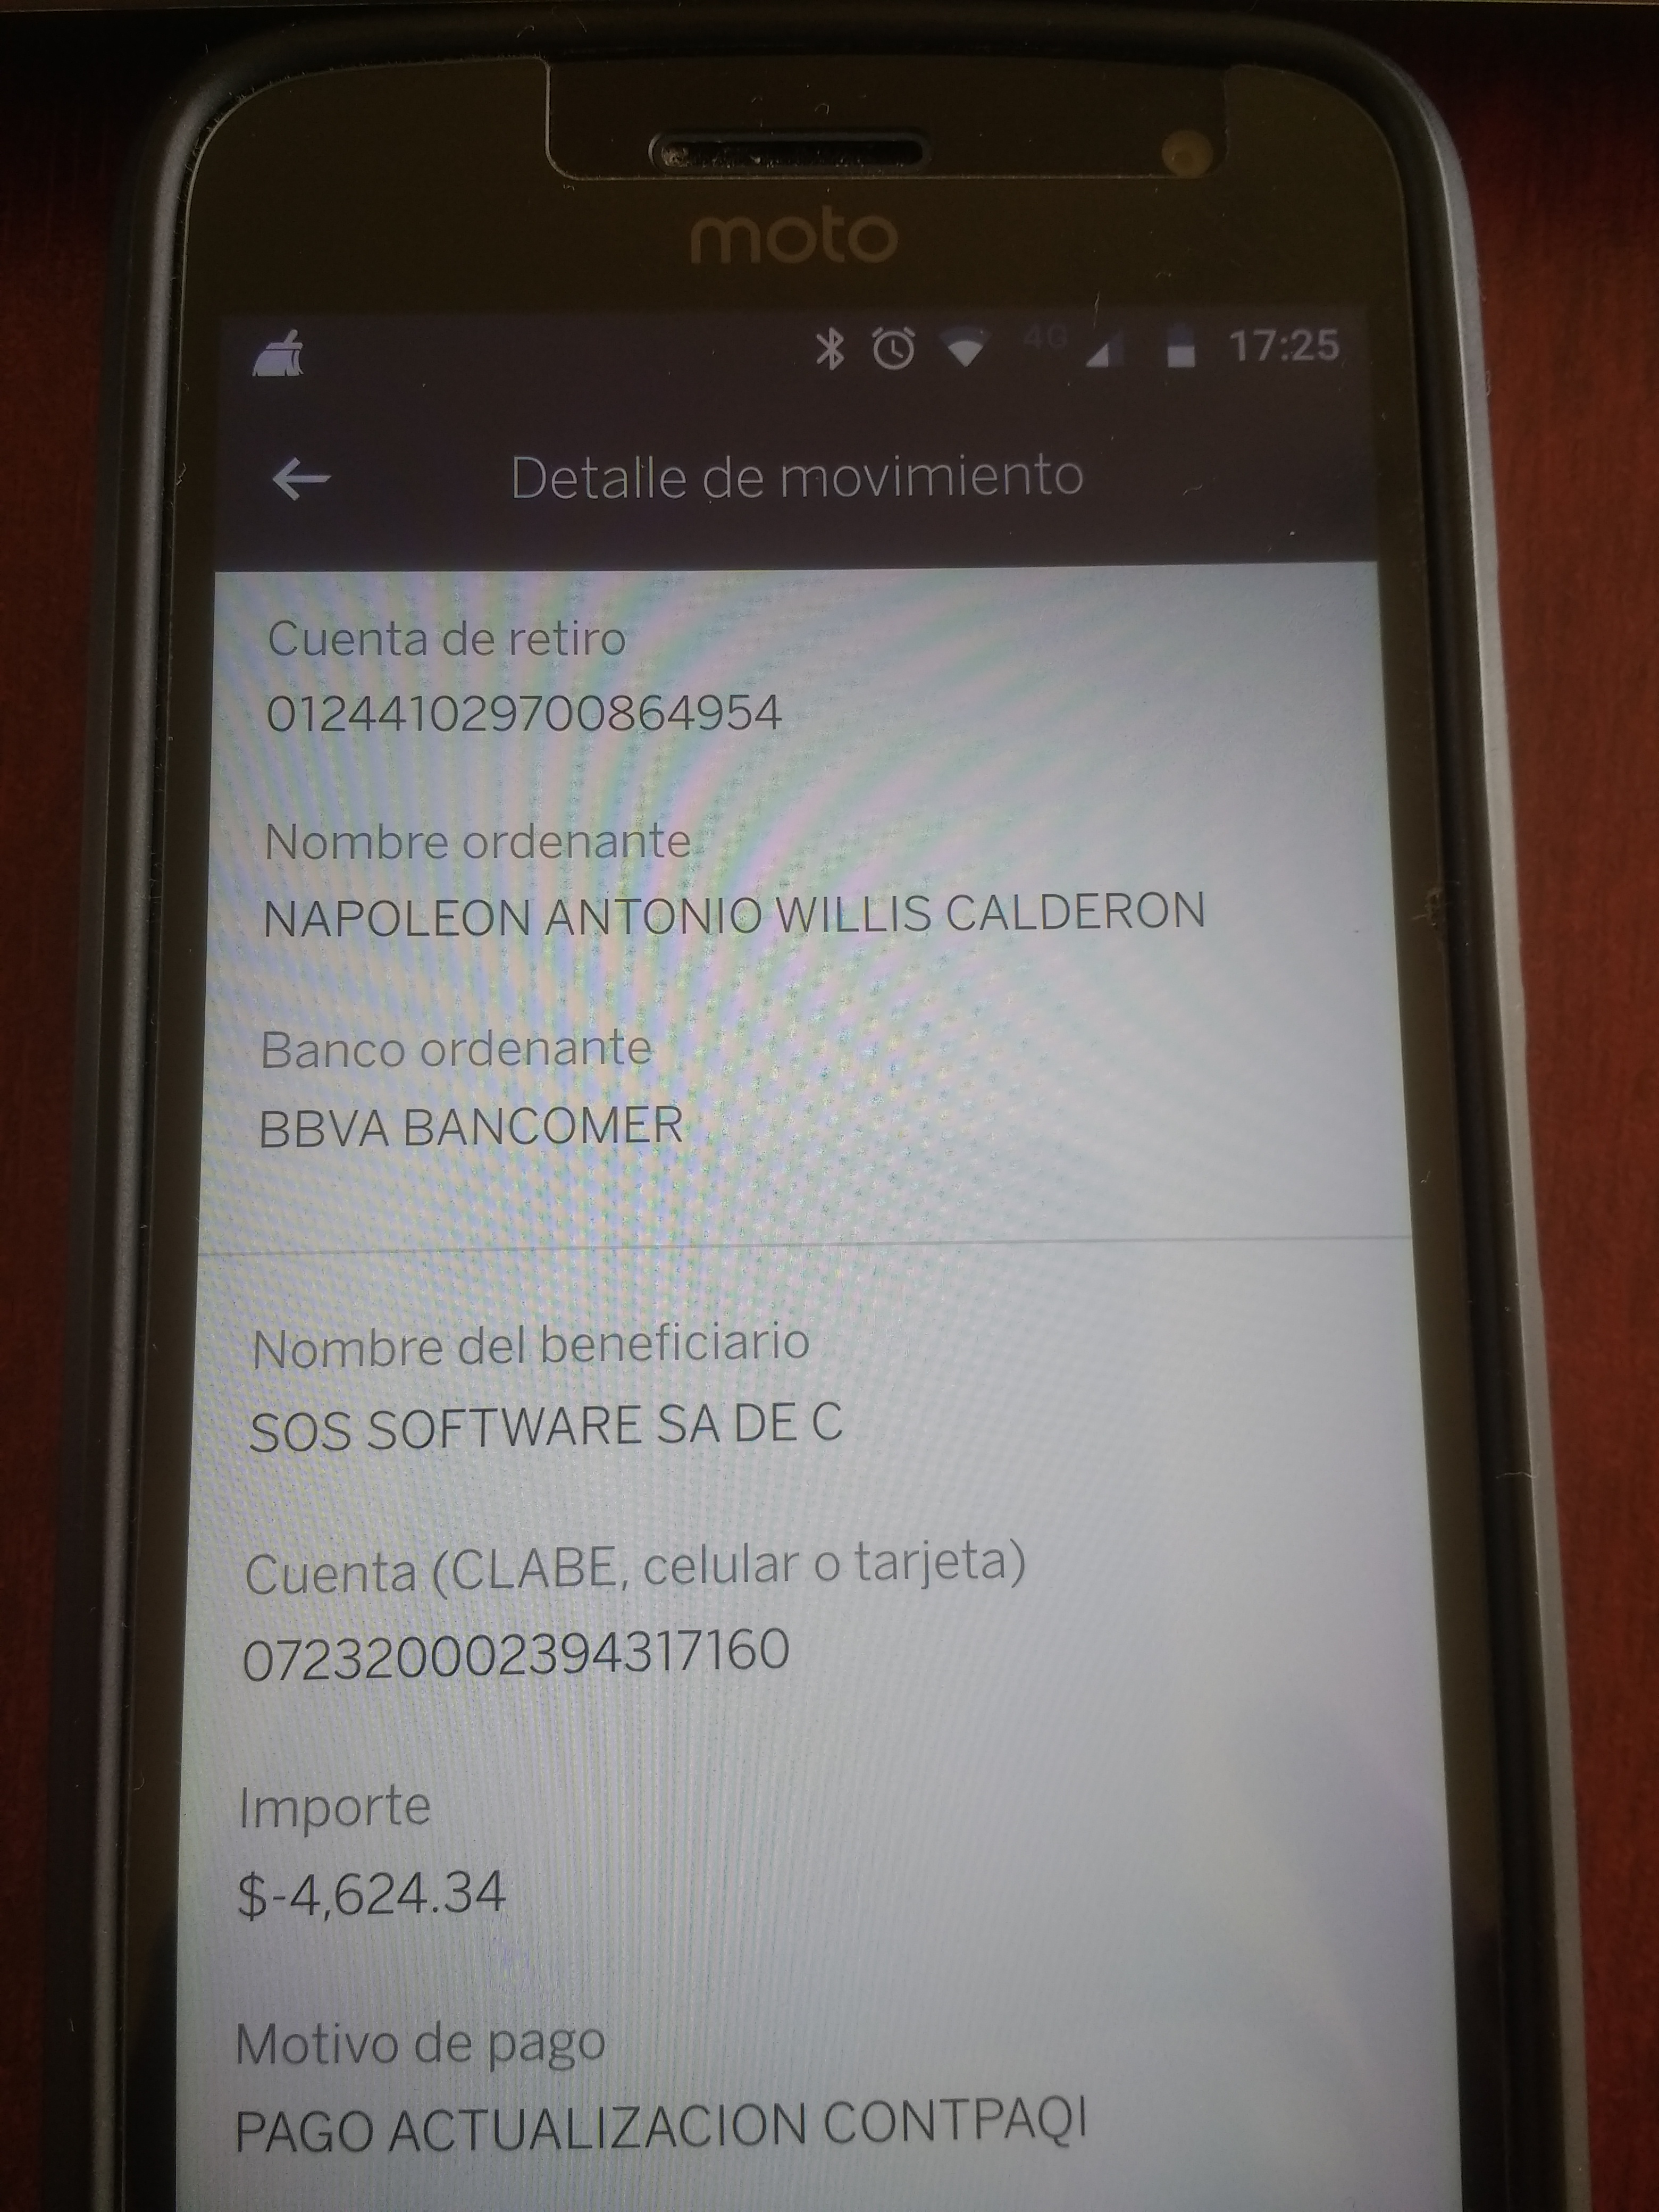 moto
4G 17:25
Detalle de movimiento
Cuenta de retiro
012441029700864954
Nombre ordenante
NAPOLEON ANTONIO WILLIS CALDERON
Banco ordenante
BBVA BANCOMER
Nombre del beneficiario
SOS SOFTWARE SA DE C
Cuenta (CLABE, celular o tarjeta)
072320002394317160
Importe
$-4,624.34
Motivo de pago
PAGO ACTUALIZACION CONTPAQI